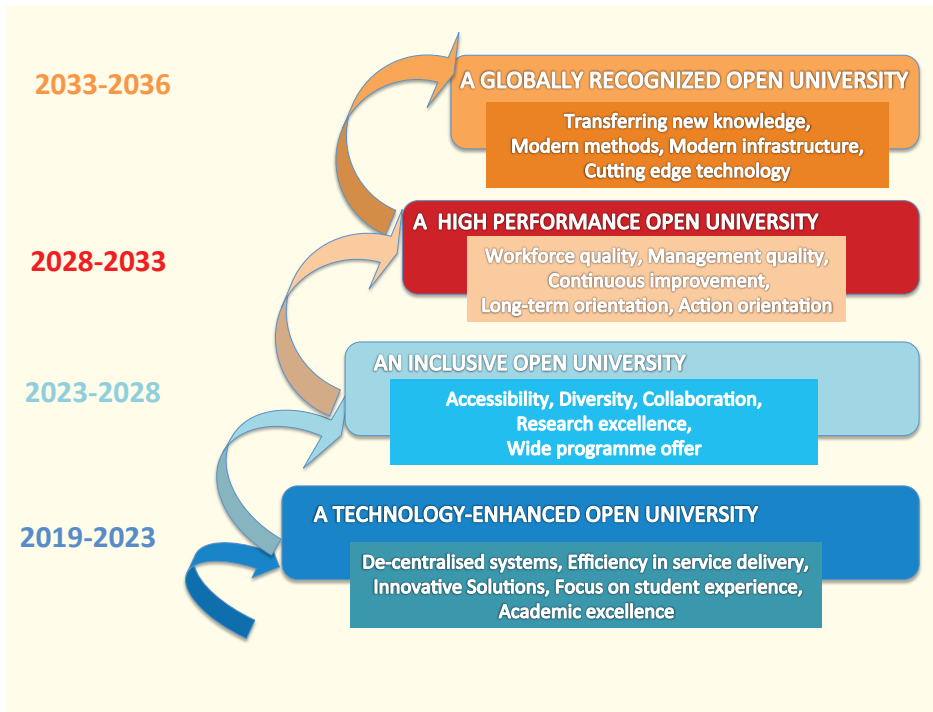 2033-2036
A GLOBALLY RECOGNIZED OPEN UNIVERSITY
Transferring new knowledge,
Modern methods, Modern infrastructure,
Cutting edge technology
2028-2033
A HIGH PERFORMANCE OPEN UNIVERSITY
Workforce quality, Management quality,
Continuous improvement,
Long-term orientation, Action orientation
2023-2028
AN INCLUSIVE OPEN UNIVERSITY
Accessibility, Diversity, Collaboration,
Research excellence,
Wide programme offer
2019-2023
A TECHNOLOGY-ENHANCED OPEN UNIVERSITY
De-centralised systems, Efficiency in service delivery,
Innovative Solutions, Focus on student experience,
Academic excellence